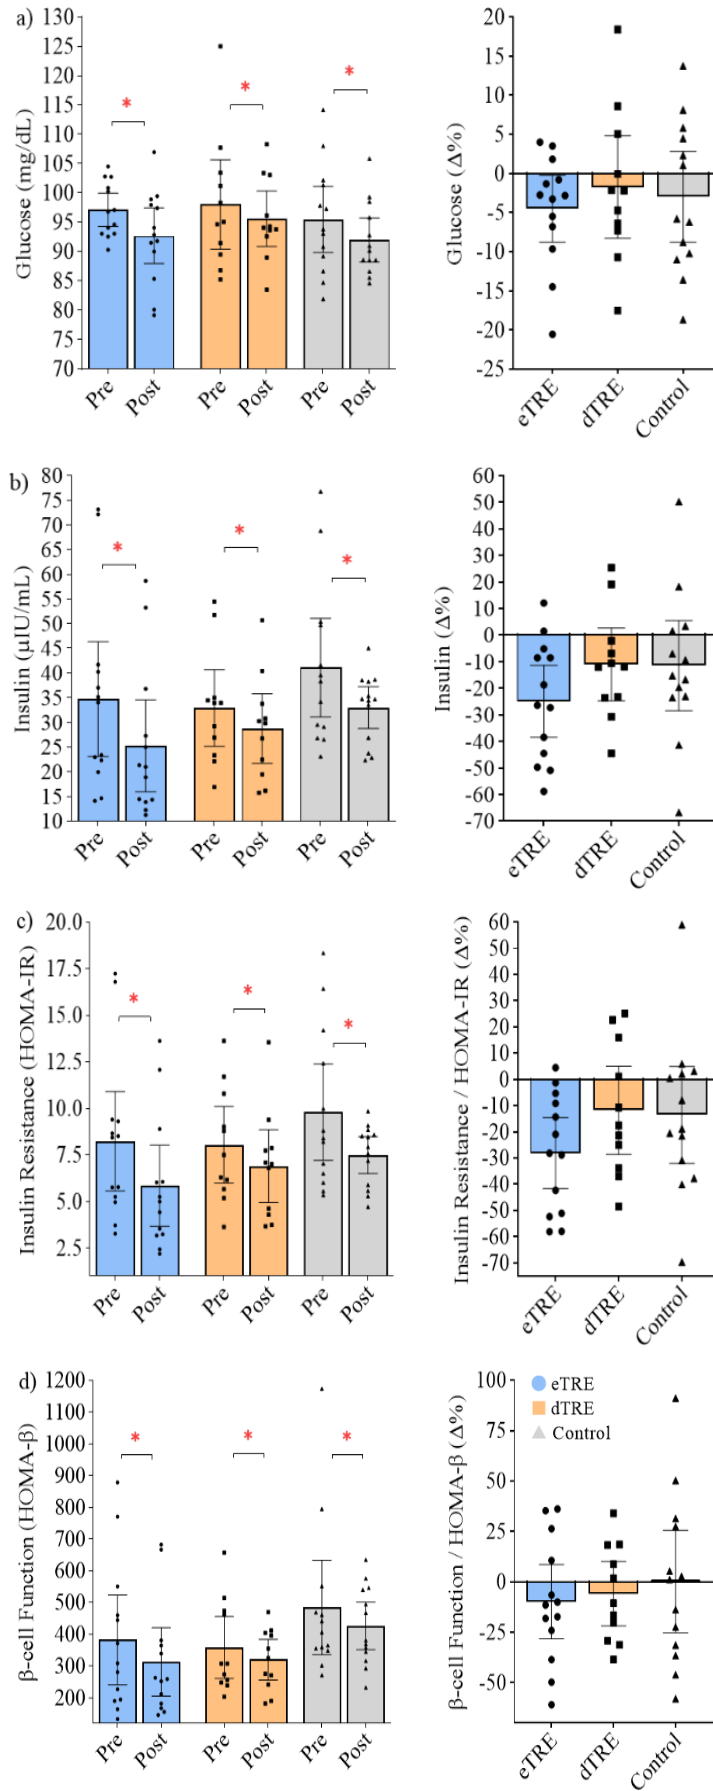 a)
Glucose (mg/dL)
130
125
120
115
110
105
100
95
90
85
80
75
70
*
*
*
Pre
Post
Pre
Post
Pre
Post
Glucose (Δ%)
20
15
10
5
0
-5
-10
-15
-20
-25
eTRE
dTRE
Control
b)
Insulin (µIU/mL)
80
75
70
65
60
55
50
45
40
35
30
25
20
15
10
*
*
*
Pre
Post
Pre
Post
Pre
Post
Insulin (Δ%)
60
50
40
30
20
10
0
-10
-20
-30
-40
-50
-60
-70
eTRE
dTRE
Control
c)
Insulin Resistance (HOMA-IR)
20.0
17.5
15.0
12.5
10.0
7.5
5.0
2.5
*
*
*
Pre
Post
Pre
Post
Pre
Post
Insulin Resistance / HOMA-IR (Δ%)
60
50
40
30
20
10
0
-10
-20
-30
-40
-50
-60
-70
eTRE
dTRE
Control
d)
β-cell Function (HOMA-β)
1200
1100
1000
900
800
700
600
500
400
300
200
*
*
*
Pre
Post
Pre
Post
Pre
Post
β-cell Function / HOMA-β (Δ%)
100
75
50
25
0
-25
-50
eTRE
dTRE
Control
eTRE
dTRE
Control